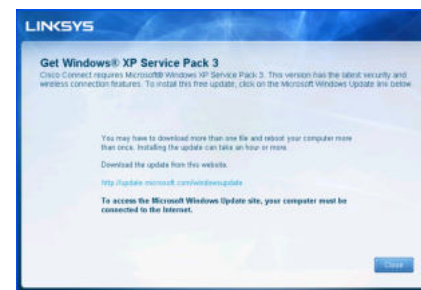 LINKSYS
Get Windows® XP Service Pack 3
Cisco Connect requires Microsoft® Windows XP Service Pack 3. This version has the latest security and
wireless connection features. To install this free update, click on the Microsoft Windows Update link below.
You may have to download more than one file and reboot your computer more
than once. Installing the update can take an hour or more.
Download the update from this website.
http://update.microsoft.com/windowsupdate
To access the Microsoft Windows Update site, your computer must be
connected to the Internet.
Close